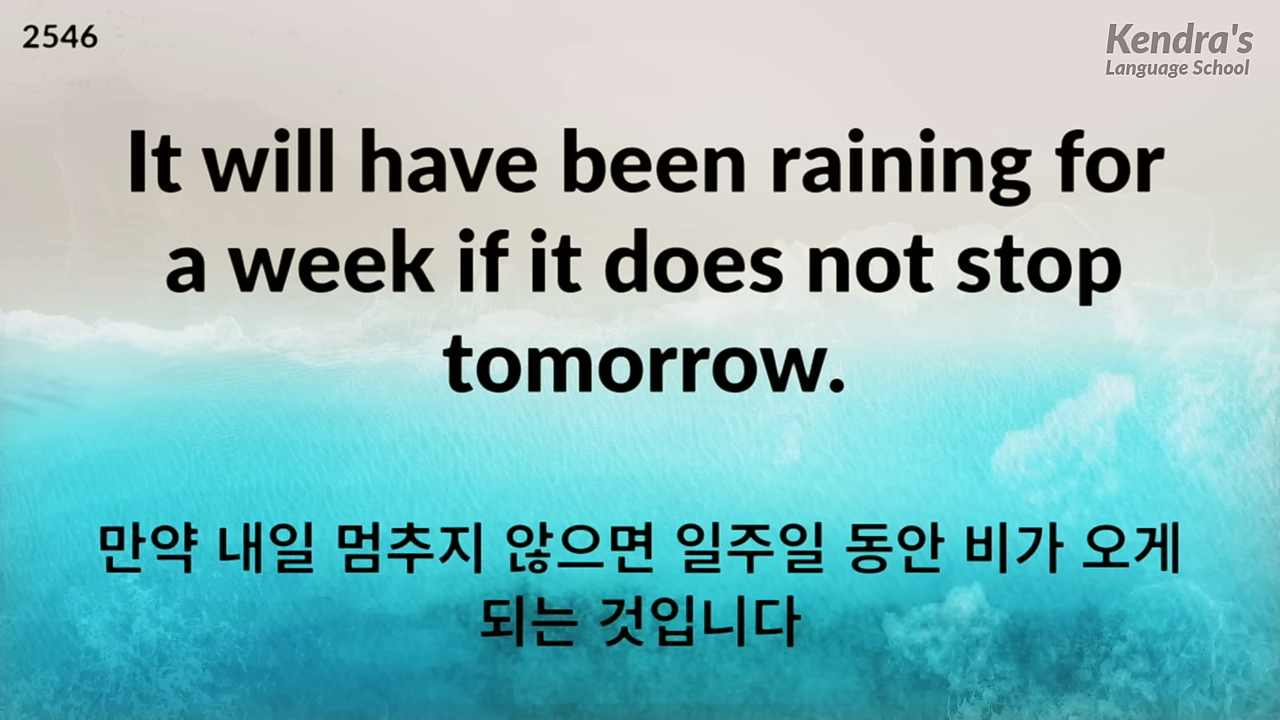 2546
Kendra's
Language School
It will have been raining for
a week if it does not stop
tomorrow.
만약 내일 멈추지 않으면 일주일 동안 비가 오게
되는 것입니다